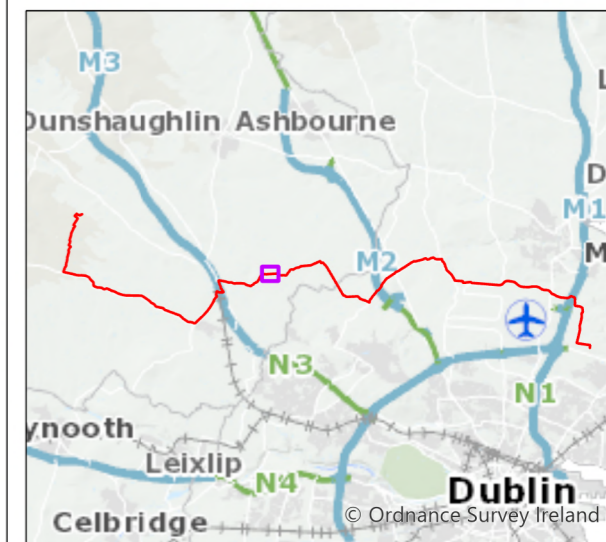 M3
Dunshaughlin Ashbourne
L
D
M1
M
M2
N3
N1
ynooth
Leixlip
N4
Dublin
Celbridge
© Ordnance Survey Ireland